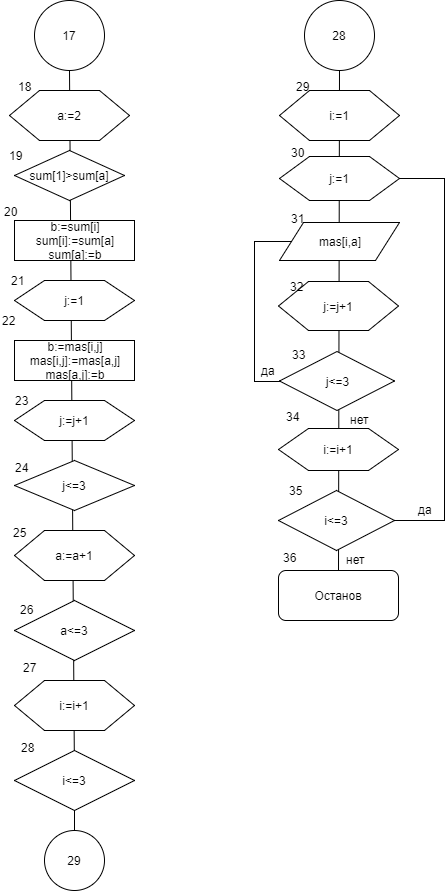 17
18
a:=2
19
sum[1]>sum[a]
20
b:=sum[i]
sum[i]:=sum[a]
sum[a]:=b
21
j:=1
22
b:=mas[i,j]
mas[i,j]:=mas[a,j]
mas[a,j]:=b
23
j:=j+1
24
j<=3
25
a:=a+1
26
a<=3
27
i:=i+1
28
i<=3
29
28
29
i:=1
30
j:=1
31
mas[i,a]
32
j:=j+1
33
j<=3
да
нет
34
i:=i+1
35
i<=3
да
нет
36
Останов